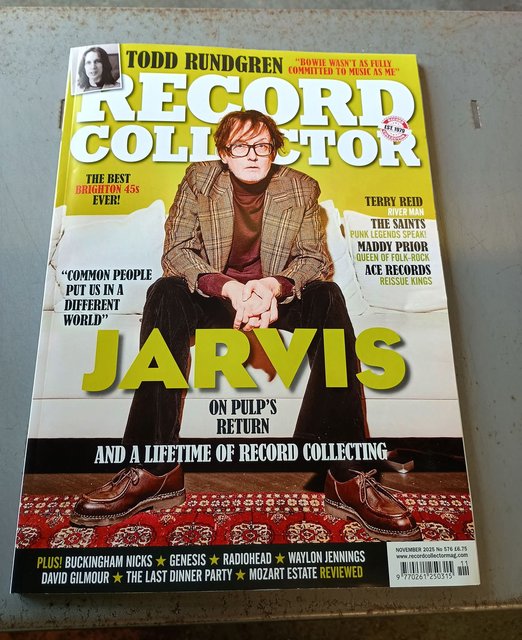 TODD RUNDGREN
"BOWIE WASN'T AS FULLY
COMMITTED TO MUSIC AS ME"
RECORD
COLLECTOR
EST. 1979
THE BEST
BRIGHTON 45s
EVER!
TERRY REID
RIVER MAN
THE SAINTS
PUNK LEGENDS SPEAK!
MADDY PRIOR
QUEEN OF FOLK-ROCK
ACE RECORDS
REISSUE KINGS
"COMMON PEOPLE
PUT US IN A
DIFFERENT
WORLD"
JARVIS
ON PULP'S
RETURN
AND A LIFETIME OF RECORD COLLECTING
PLUS! BUCKINGHAM NICKS ★ GENESIS ★ RADIOHEAD ★ WAYLON JENNINGS
DAVID GILMOUR ★ THE LAST DINNER PARTY ★ MOZART ESTATE REVIEWED
NOVEMBER 2025 No 576 £6.75
www.recordcollectormag.com
11
9 770261 250315